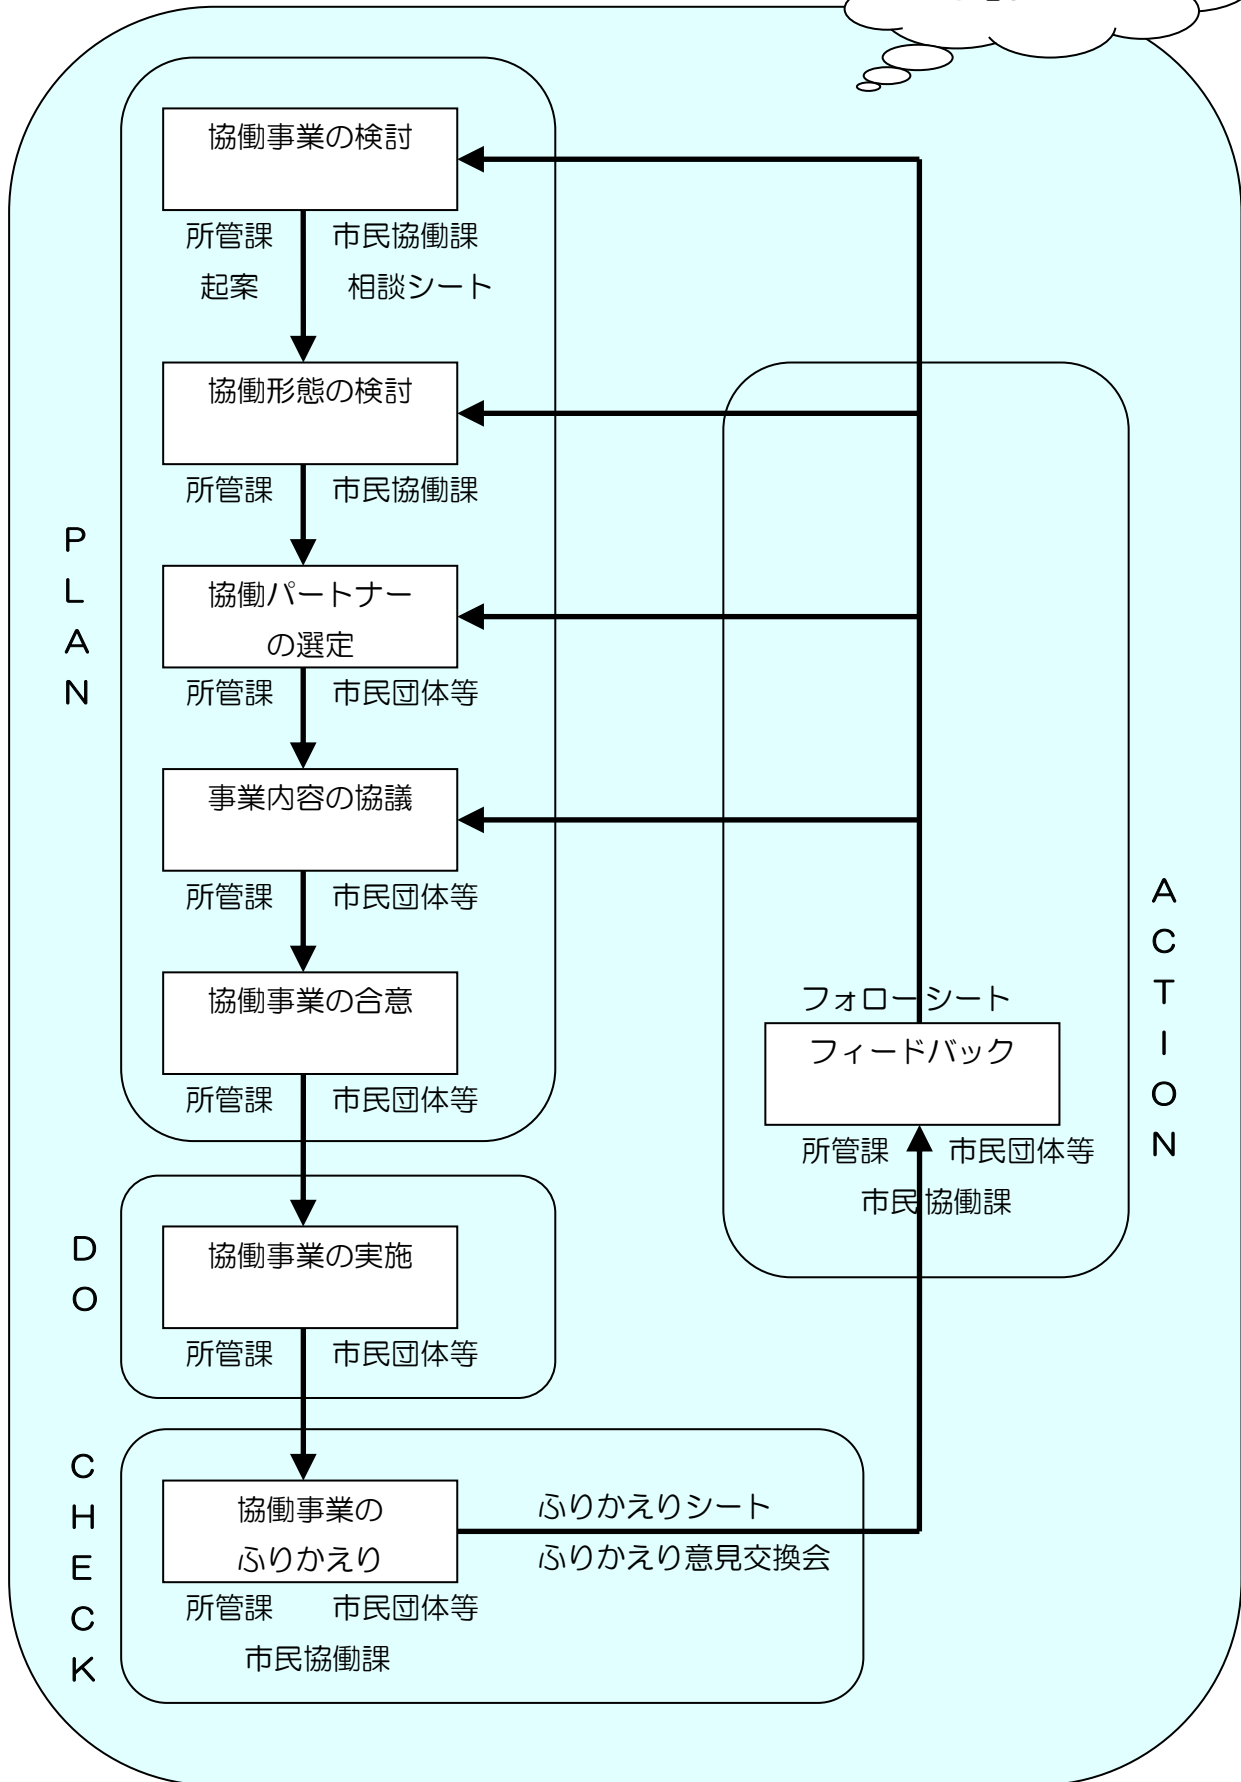 協働事業の検討
所管課 市民協働課
起案 相談シート
協働形態の検討
所管課 市民協働課
協働パートナー
の選定
所管課 市民団体等
事業内容の協議
所管課 市民団体等
協働事業の合意
所管課 市民団体等
PLAN
協働事業の実施
所管課 市民団体等
DO
協働事業の
ふりかえり
所管課 市民団体等
市民協働課
ふりかえりシート
ふりかえり意見交換会
CHECK
フォローシート
フィードバック
所管課 市民団体等
市民協働課
ACTION